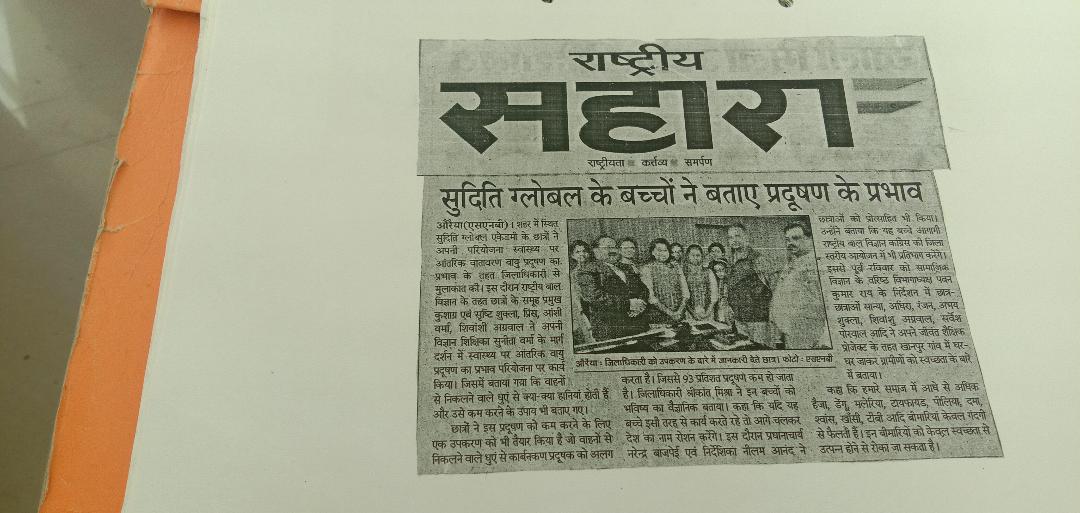 राष्ट्रीय
सहारा
राष्ट्रीयता कर्त्तव्य समर्पण
सुदिति ग्लोबल के बच्चों ने बताए प्रदूषण के प्रभाव
औरैया(एसएनबी)। शहर में स्थित
सुदिति ग्लोबल एकेडमी के छात्रों ने
अपनी परियोजना स्वास्थ्य पर
आंतरिक वातावरण वायु प्रदूषण का
प्रभाव के तहत जिलाधिकारी से
मुलाकात की। इस दौरान राष्ट्रीय बाल
विज्ञान के तहत छात्रों के समूह प्रमुख
कुशाग्र एवं सृष्टि शुक्ला, प्रिंस, आंशी
वर्मा, शिवांशी अग्रवाल ने अपनी
विज्ञान शिक्षिका सुनीता वर्मा के मार्ग
दर्शन में स्वास्थ्य पर आंतरिक वायु
प्रदूषण का प्रभाव परियोजना पर कार्य
किया। जिसमें बताया गया कि वाहनों
से निकलने वाले धुएं से क्या-क्या हानियां होती हैं
और उसे कम करने के उपाय भी बताए गए।
छात्रों ने इस प्रदूषण को कम करने के लिए
एक उपकरण को भी तैयार किया है जो वाहनों से
निकलने वाले धुएं से कार्बनकण प्रदूषक को अलग
औरैया : जिलाधिकारी को उपकरण के बारे में जानकारी देते छात्र। फोटो : एसएनबी
करता है। जिससे 93 प्रतिशत प्रदूषण कम हो जाता
है। जिलाधिकारी श्रीकांत मिश्रा ने इन बच्चों को
भविष्य का वैज्ञानिक बताया। कहा कि यदि यह
बच्चे इसी तरह से कार्य करते रहे तो आगे चलकर
देश का नाम रोशन करेंगे। इस दौरान प्रधानाचार्य
नरेन्द्र बाजपेई एवं निर्देशिका नीलम आनद ने
छात्राओं को प्रोत्साहित भी किया।
उन्होंने बताया कि यह बच्चे आगामी
राष्ट्रीय बाल विज्ञान कांग्रेस की जिला
स्तरीय आयोजन में भी प्रतिभाग करेंगे।
इससे पूर्व रविवार को सामाजिक
विज्ञान के वरिष्ठ विभागाध्यक्ष पवन
कुमार राय के निर्देशन में छात्र-
छात्राओं सान्या, रंजन, अभय
शुक्ला, शिवांशु अग्रवाल, सर्वेश
पोरवाल आदि ने अपने जीवंत शैक्षिक
प्रोजेक्ट के तहत खानपुर गांव में घर-
घर जाकर ग्रामीणों को स्वच्छता के बारे
में बताया।
कहा कि हमारे समाज में आधे से अधिक
हैजा, डेंगू, मलेरिया, टायफायड, पीलिया, दमा,
श्वांस, खाँसी, टीबी आदि बीमारियां केवल गंदगी
से फैलती हैं। इन बीमारियों को केवल स्वच्छता से
उत्पन्न होने से रोका जा सकता है।